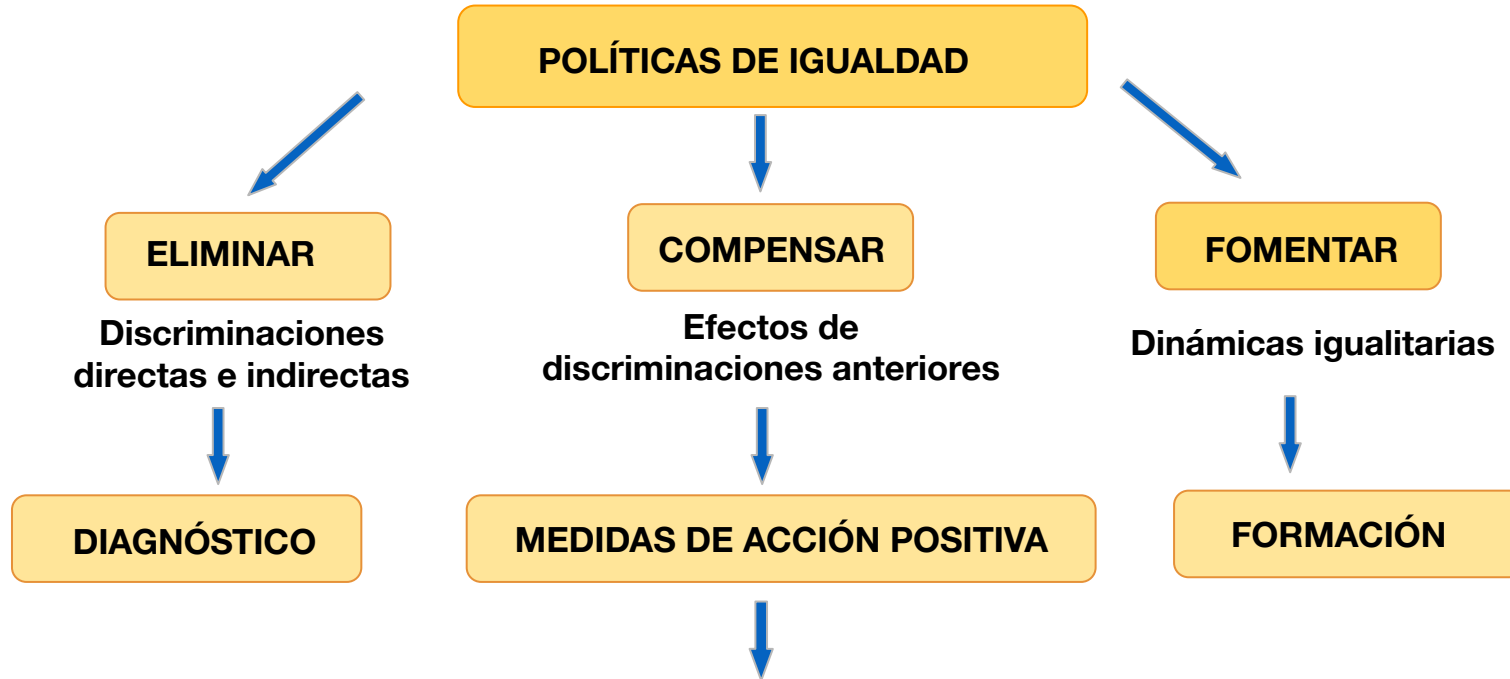 POLÍTICAS DE IGUALDAD
ELIMINAR
COMPENSAR
FOMENTAR
Discriminaciones
directas e indirectas
Efectos de
discriminaciones anteriores
Dinámicas igualitarias
DIAGNÓSTICO
MEDIDAS DE ACCIÓN POSITIVA
FORMACIÓN